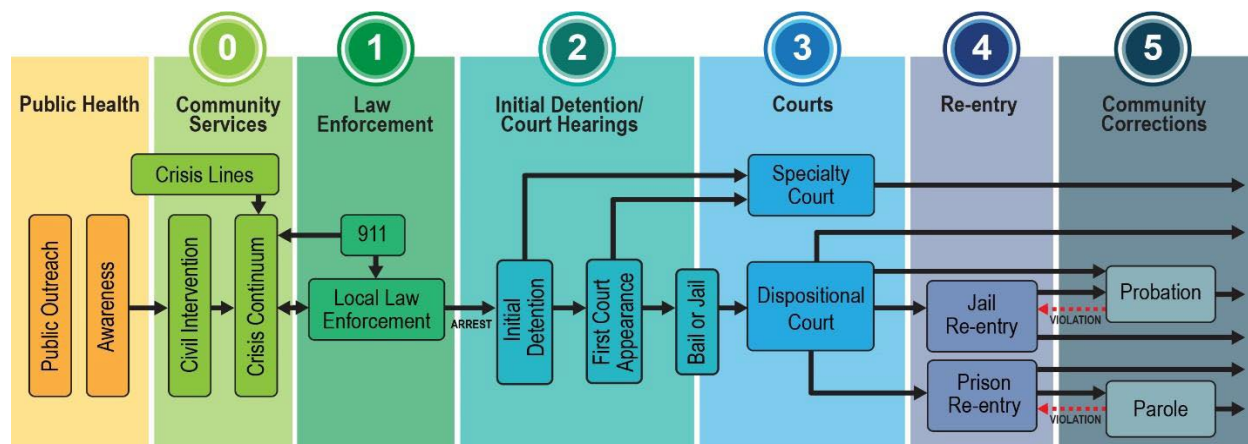 0
1
2
3
4
5
Public Health
Community
Services
Law
Enforcement
Initial Detention/
Court Hearings
Courts
Re-entry
Community
Corrections
Crisis Lines
Public Outreach
Awareness
Civil Intervention
Crisis Continuum
911
Local Law
Enforcement
ARREST
Initial
Detention
First Court
Appearance
Bail or Jail
Specialty
Court
Dispositional
Court
Jail
Re-entry
Prison
Re-entry
VIOLATION
Probation
VIOLATION
Parole